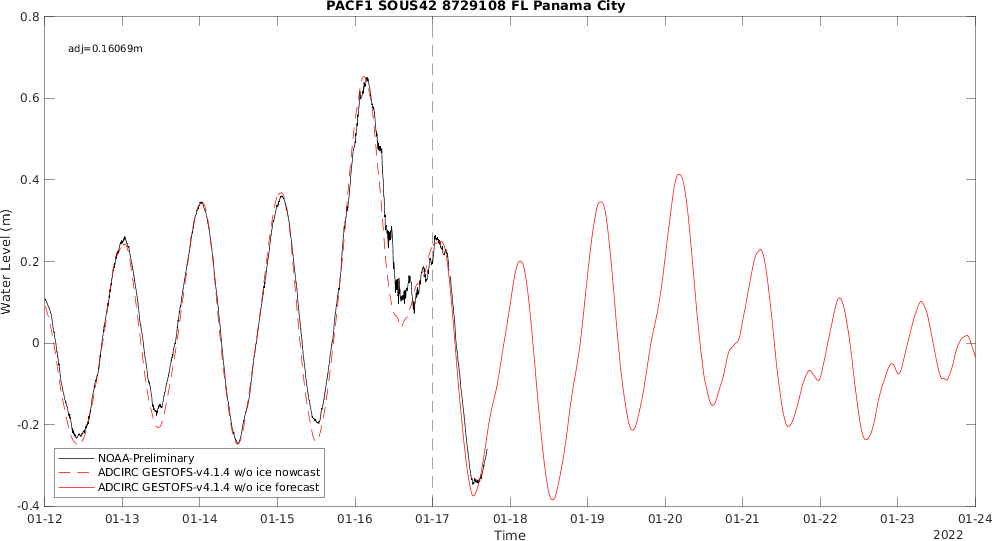 PACF1 SOUS42 8729108 FL Panama City
adj=0.16069m
0.8
0.6
0.4
0.2
0
-0.2
-0.4
Water Level (m)
NOAA-Preliminary
ADCIRC GESTOFS-v4.1.4 w/o ice nowcast
ADCIRC GESTOFS-v4.1.4 w/o ice forecast
01-12 01-13 01-14 01-15 01-16 01-17 01-18 01-19 01-20 01-21 01-22 01-23 01-24
Time
2022